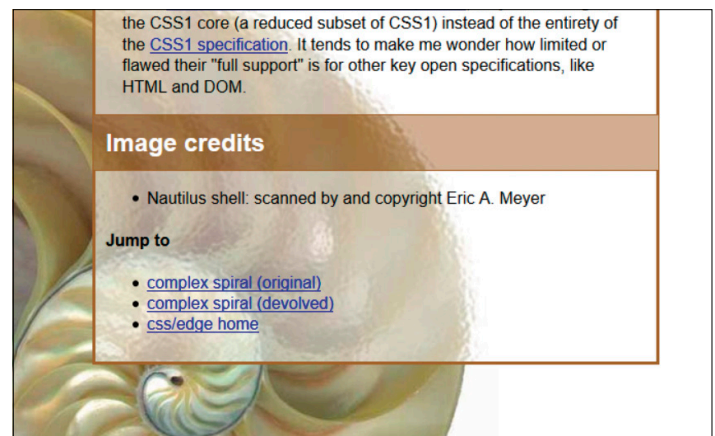 the CSS1 core (a reduced subset of CSS1) instead of the entirety of
the CSS1 specification. It tends to make me wonder how limited or
flawed their "full support" is for other key open specifications, like
HTML and DOM.
Image credits
• Nautilus shell: scanned by and copyright Eric A. Meyer
Jump to
• complex spiral (original)
• complex spiral (devolved)
• css/edge home